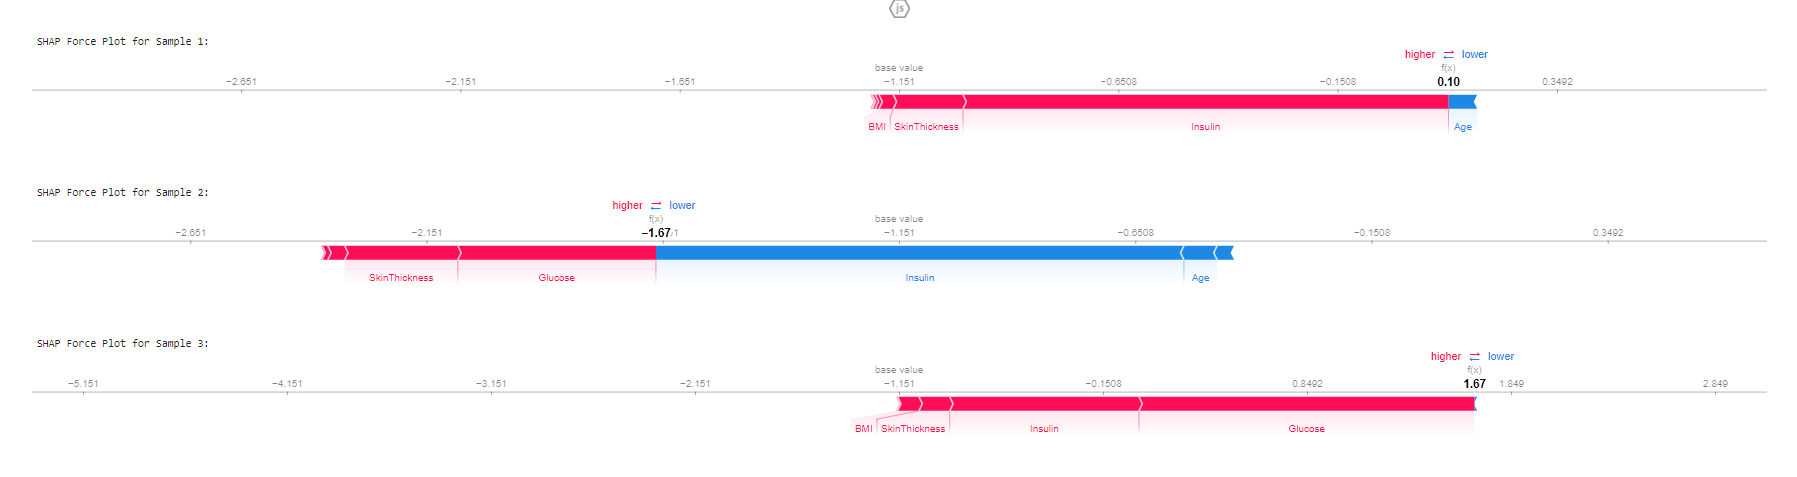 js
SHAP Force Plot for Sample 1:
higher ⇄ lower
base value f(x)
−2.651 −2.151 −1.651 −1.151 −0.6508 −0.1508 0.10 0.3492
BMI SkinThickness Insulin Age
SHAP Force Plot for Sample 2:
higher ⇄ lower
f(x) base value
−2.651 −2.151 −1.67 −1.151 −0.6508 −0.1508 0.3492
SkinThickness Glucose Insulin Age
SHAP Force Plot for Sample 3:
higher ⇄ lower
base value f(x)
−5.151 −4.151 −3.151 −2.151 −1.151 −0.1508 0.8492 1.67 1.849 2.849
BMI SkinThickness Insulin Glucose